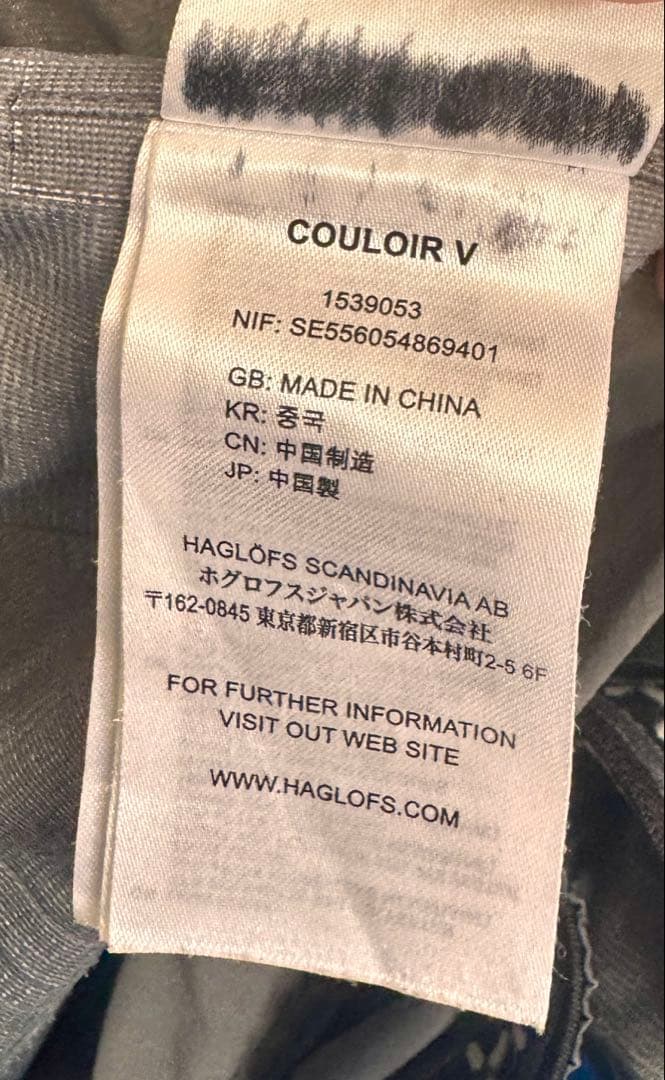 COULOIR V
1539053
NIF: SE556054869401
GB: MADE IN CHINA
KR: 중국
CN: 中国制造
JP: 中国製
HAGLÖFS SCANDINAVIA AB
ホグロフスジャパン株式会社
〒162-0845 東京都新宿区市谷本村町2-5 6F
FOR FURTHER INFORMATION
VISIT OUT WEB SITE
WWW.HAGLOFS.COM